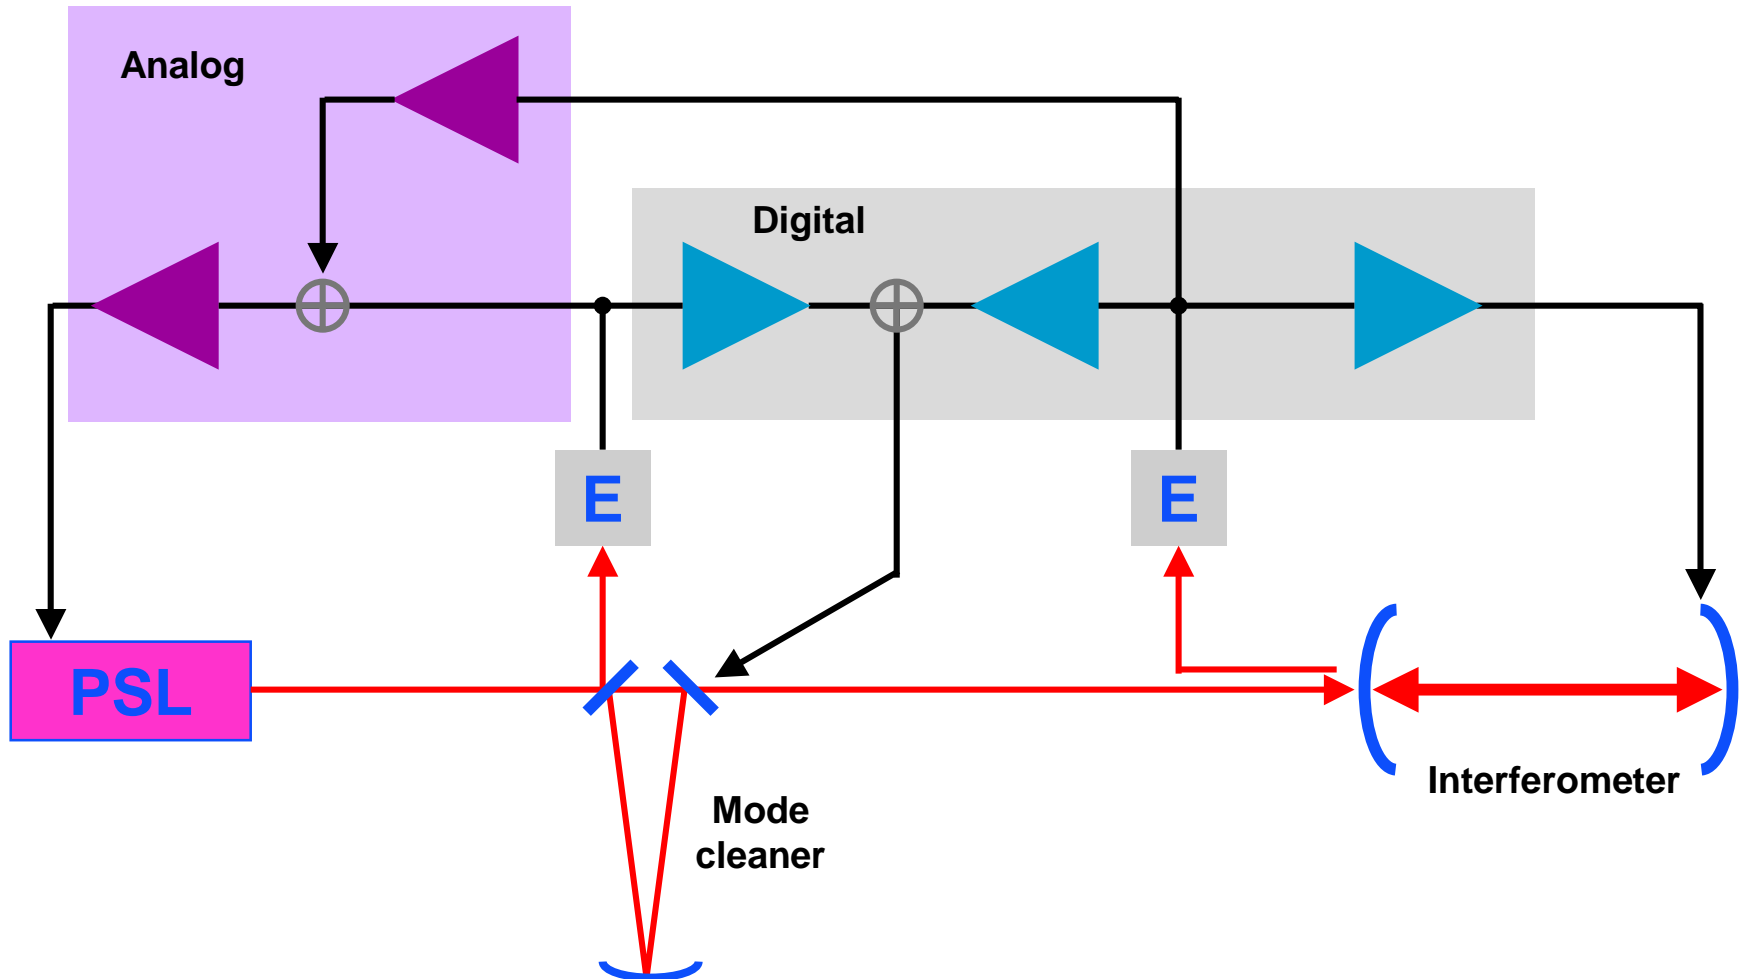 Analog
Digital
E
E
PSL
Interferometer
Mode
cleaner